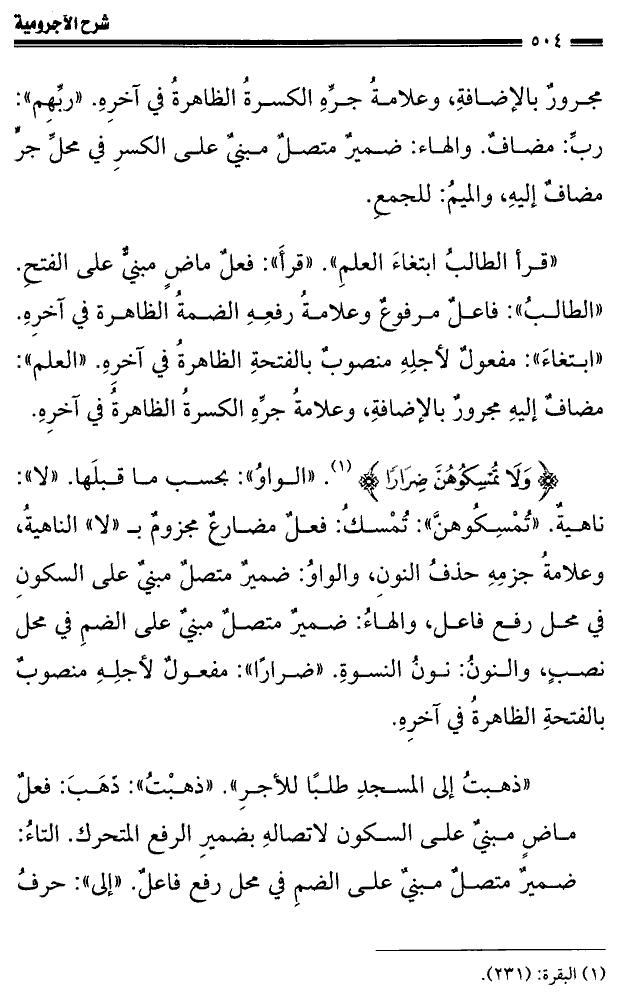 شرح الآجرومية
٥٠٤
مجرورٌ بالإضافةِ، وعلامةُ جرِّهِ الكسرةُ الظاهرةُ في آخرِهِ. «ربِّهِم»:
ربِّ: مضافٌ. والهاء: ضميرٌ متصلٌ مبنيٌ على الكسرِ في محلِّ جرٍّ
مضافٌ إليهِ، والميمُ: للجمعِ.
«قرأ الطالبُ ابتغاءَ العلمِ». «قرأَ»: فعلٌ ماضٍ مبنيٌّ على الفتحِ.
«الطالبُ»: فاعلٌ مرفوعٌ وعلامةُ رفعِهِ الضمةُ الظاهرة في آخرِهِ.
«ابتغاءَ»: مفعولٌ لأجلِهِ منصوبٌ بالفتحةِ الظاهرةُ في آخرِهِ. «العلم»:
مضافٌ إليهِ مجرورٌ بالإضافةِ، وعلامةُ جرِّهِ الكسرةُ الظاهرةُ في آخرِهِ.
﴿وَلَا تُمْسِكُوهُنَّ ضِرَارًا﴾ (١). «الواوُ»: بحسب ما قبلَها. «لا»:
ناهيةٌ. «تُمْسِكُوهنَّ»: تُمْسكُ: فعلٌ مضارعٌ مجزومٌ بـ «لا» الناهيةُ،
وعلامةُ جزمِهِ حذفُ النونِ، والواوُ: ضميرٌ متصلٌ مبنيٌ على السكونِ
في محل رفع فاعل، والهاءُ: ضميرٌ متصلٌ مبنيٌ على الضم في محل
نصبٍ، والنونُ: نونُ النسوةِ. «ضرارًا»: مفعولٌ لأجلِهِ منصوبٌ
بالفتحةِ الظاهرةُ في آخرِهِ.
«ذهبتُ إلى المسجدِ طلبًا للأجرِ». «ذهبْتُ»: ذَهَبَ: فعلٌ
ماضٍ مبنيٌ على السكون لاتصالهِ بضميرِ الرفع المتحرك. التاءُ:
ضميرٌ متصلٌ مبنيٌ على الضم في محل رفع فاعلٌ. «إلى»: حرفُ
(١) البقرة: (٢٣١).